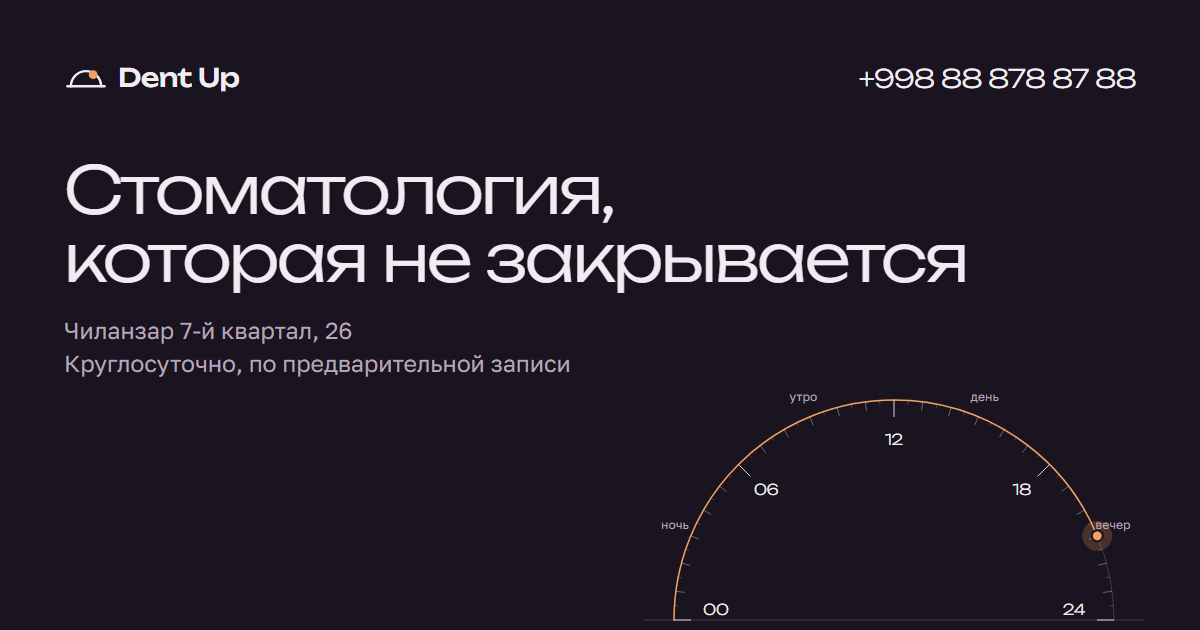 Dent Up
+998 88 878 87 88
Стоматология,
которая не закрывается
Чиланзар 7-й квартал, 26
Круглосуточно, по предварительной записи
утро
день
12
06
18
ночь
вечер
00
24